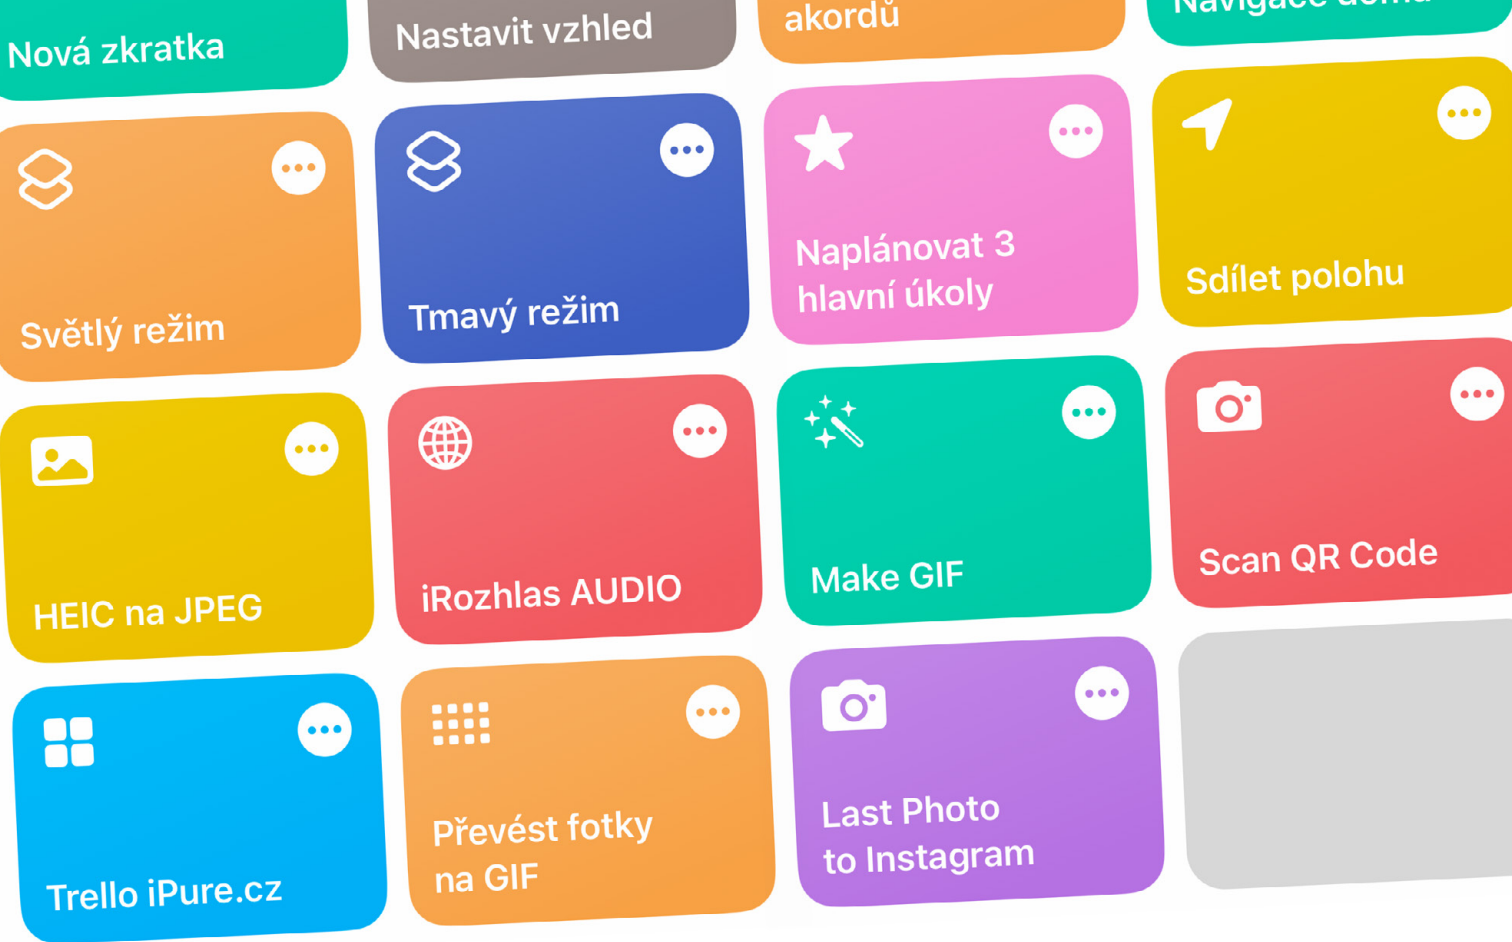 Nová zkratka
Nastavit vzhled
akordů
Světlý režim
Tmavý režim
Naplánovat 3
hlavní úkoly
Sdílet polohu
HEIC na JPEG
iRozhlas AUDIO
Make GIF
Scan QR Code
Trello iPure.cz
Převést fotky
na GIF
Last Photo
to Instagram